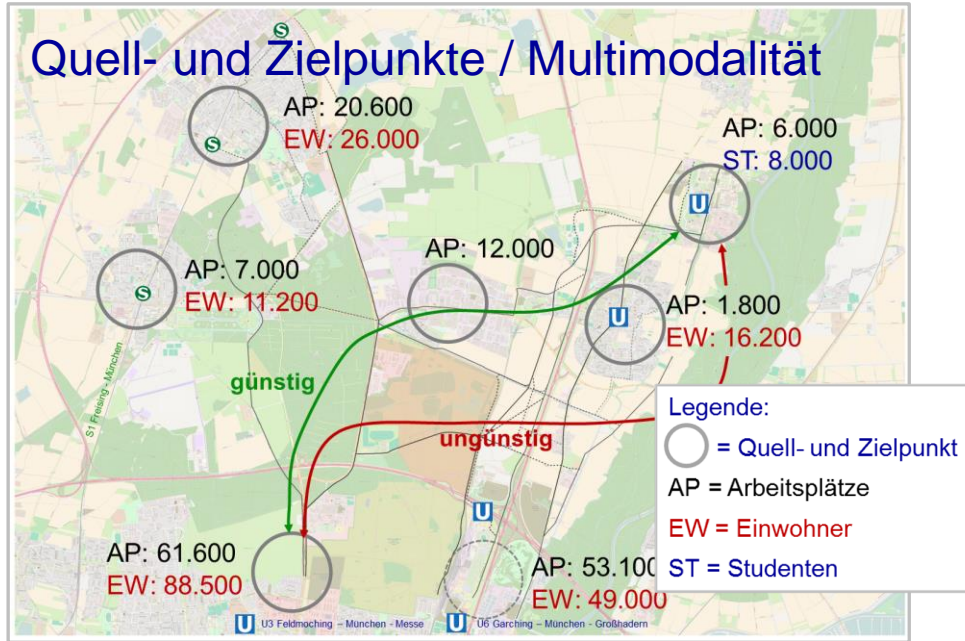 Quell- und Zielpunkte / Multimodalität
S
AP: 20.600
EW: 26.000
S
AP: 6.000
ST: 8.000
U
AP: 12.000
AP: 7.000
EW: 11.200
S
AP: 1.800
EW: 16.200
U
günstig
S1 Freising - München
ungünstig
Legende:
= Quell- und Zielpunkt
AP = Arbeitsplätze
EW = Einwohner
ST = Studenten
U
AP: 61.600
EW: 88.500
AP: 53.100
EW: 49.000
U U3 Feldmoching – München - Messe
U U6 Garching – München - Großhadern